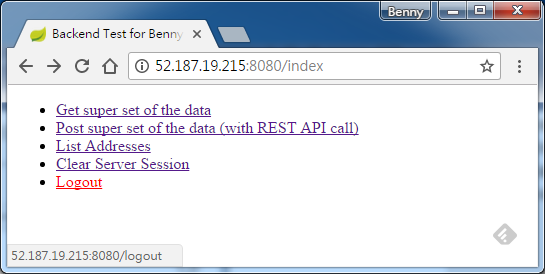 Benny
Backend Test for Benny
52.187.19.215:8080/index
Get super set of the data
Post super set of the data (with REST API call)
List Addresses
Clear Server Session
Logout
52.187.19.215:8080/logout